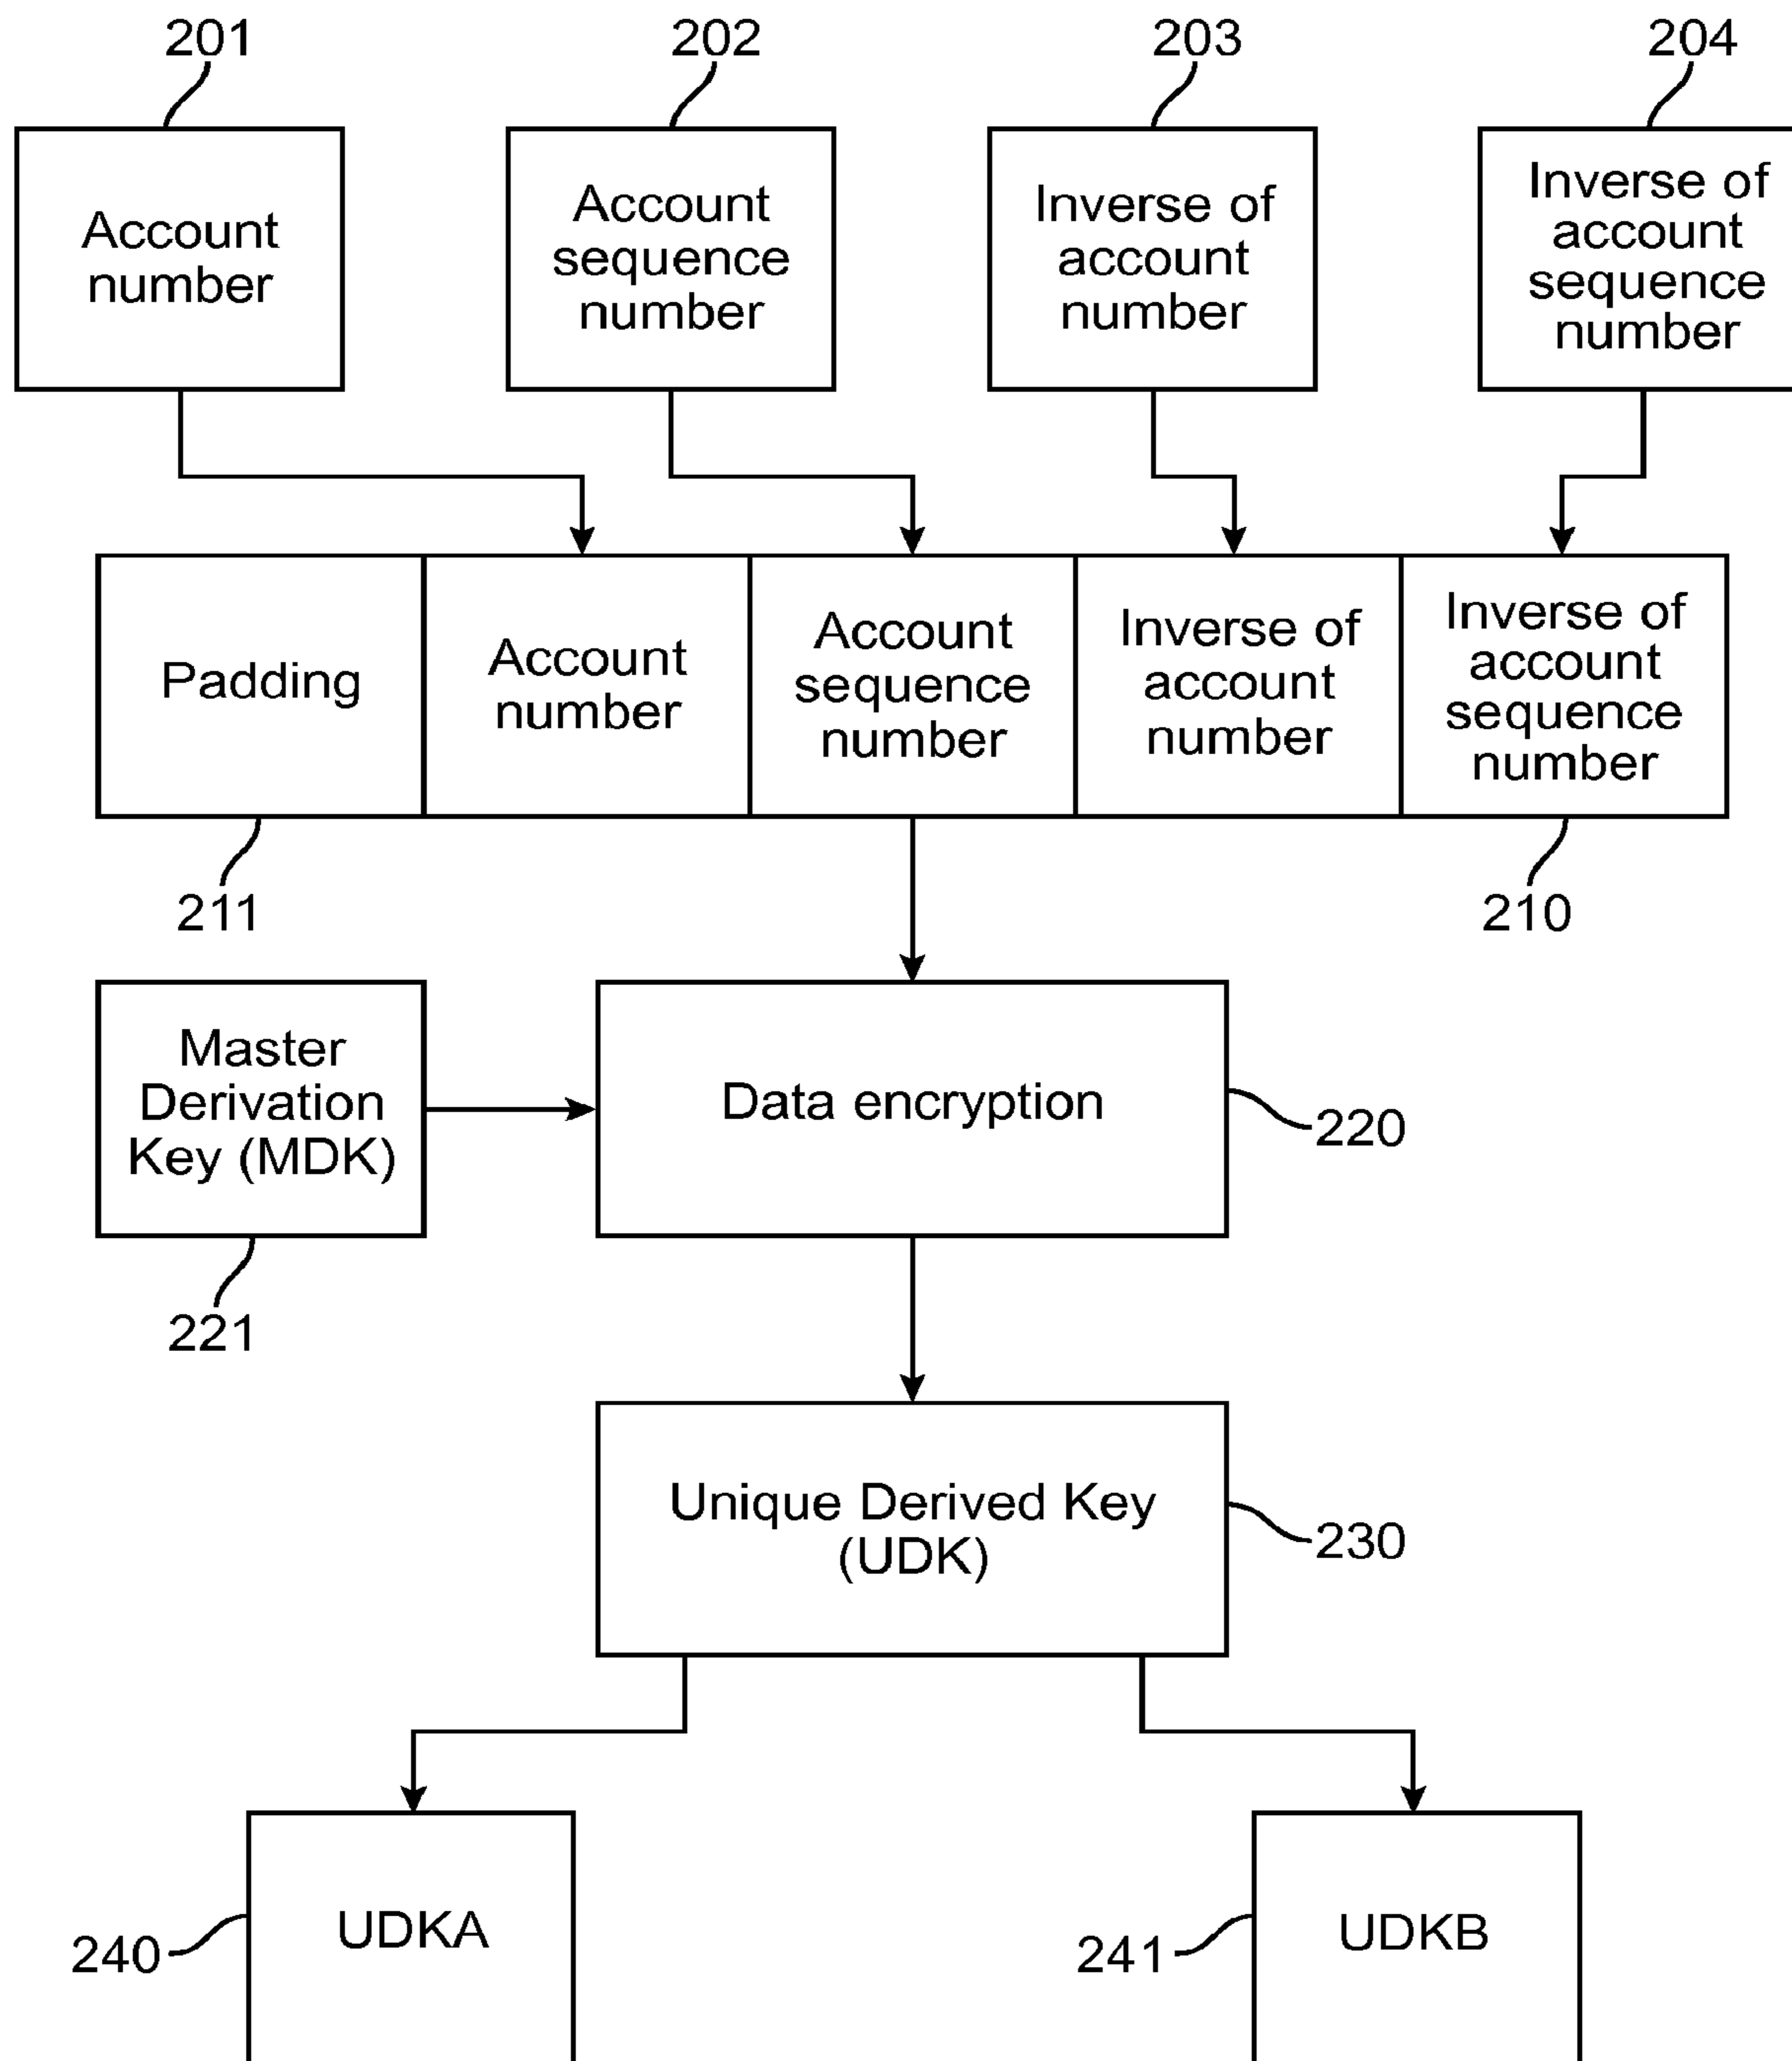 201
202
203
204
Account
number
Account
sequence
number
Inverse of
account
number
Inverse of
account
sequence
number
Padding
Account
number
Account
sequence
number
Inverse of
account
number
Inverse of
account
sequence
number
211
210
Master
Derivation
Key (MDK)
Data encryption
220
221
Unique Derived Key
(UDK)
230
UDKA
240
UDKB
241